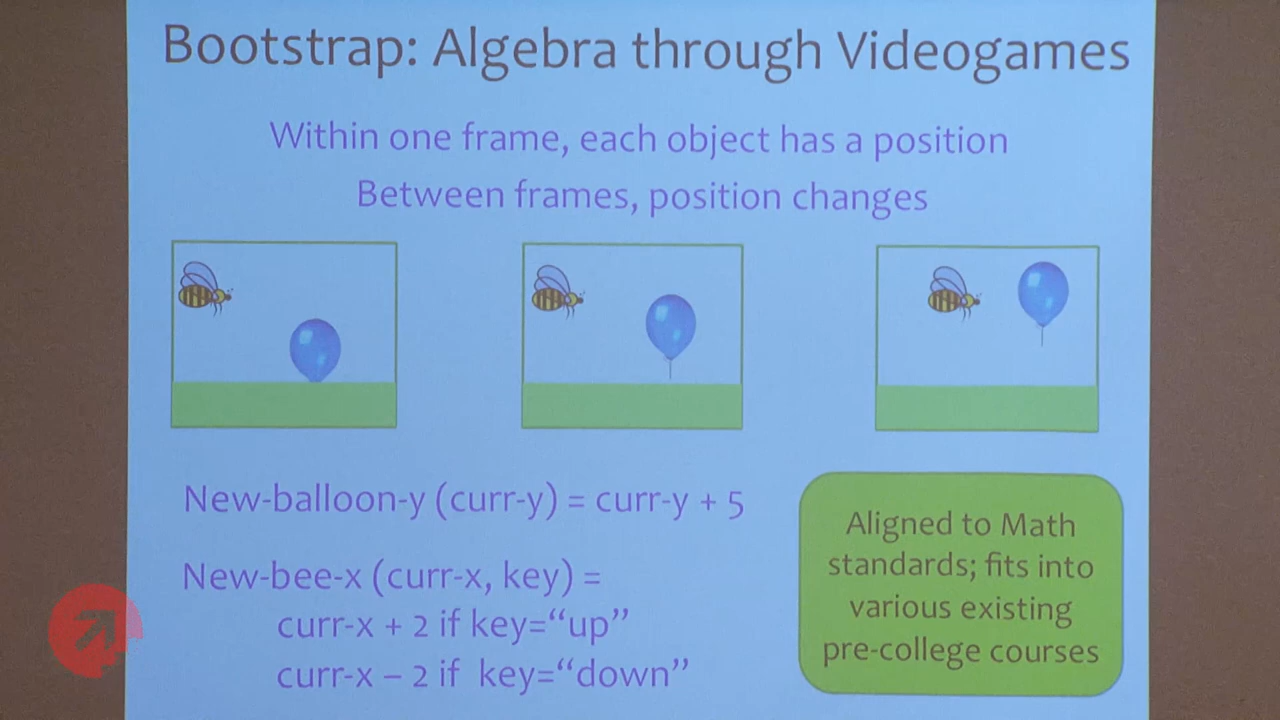 Bootstrap: Algebra through Videogames
Within one frame, each object has a position
Between frames, position changes
New-balloon-y (curr-y) = curr-y + 5
New-bee-x (curr-x, key) =
curr-x + 2 if key=“up”
curr-x – 2 if key=“down”
Aligned to Math
standards; fits into
various existing
pre-college courses